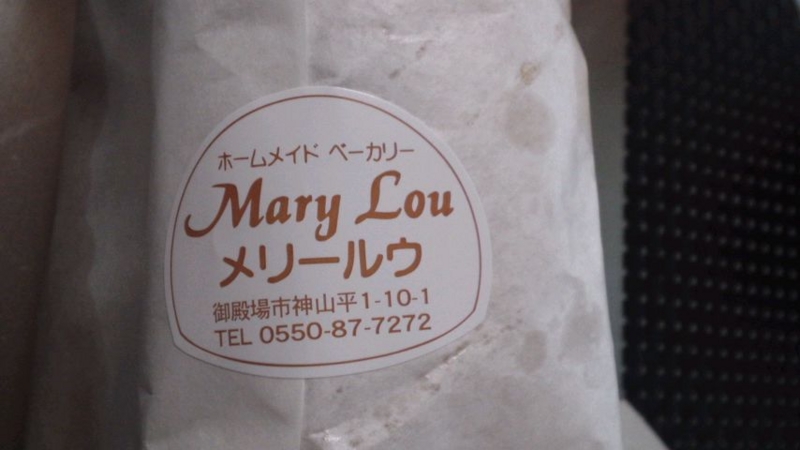 ホームメイド ベーカリー
Mary Lou
メリールウ
御殿場市神山平1-10-1
TEL 0550-87-7272